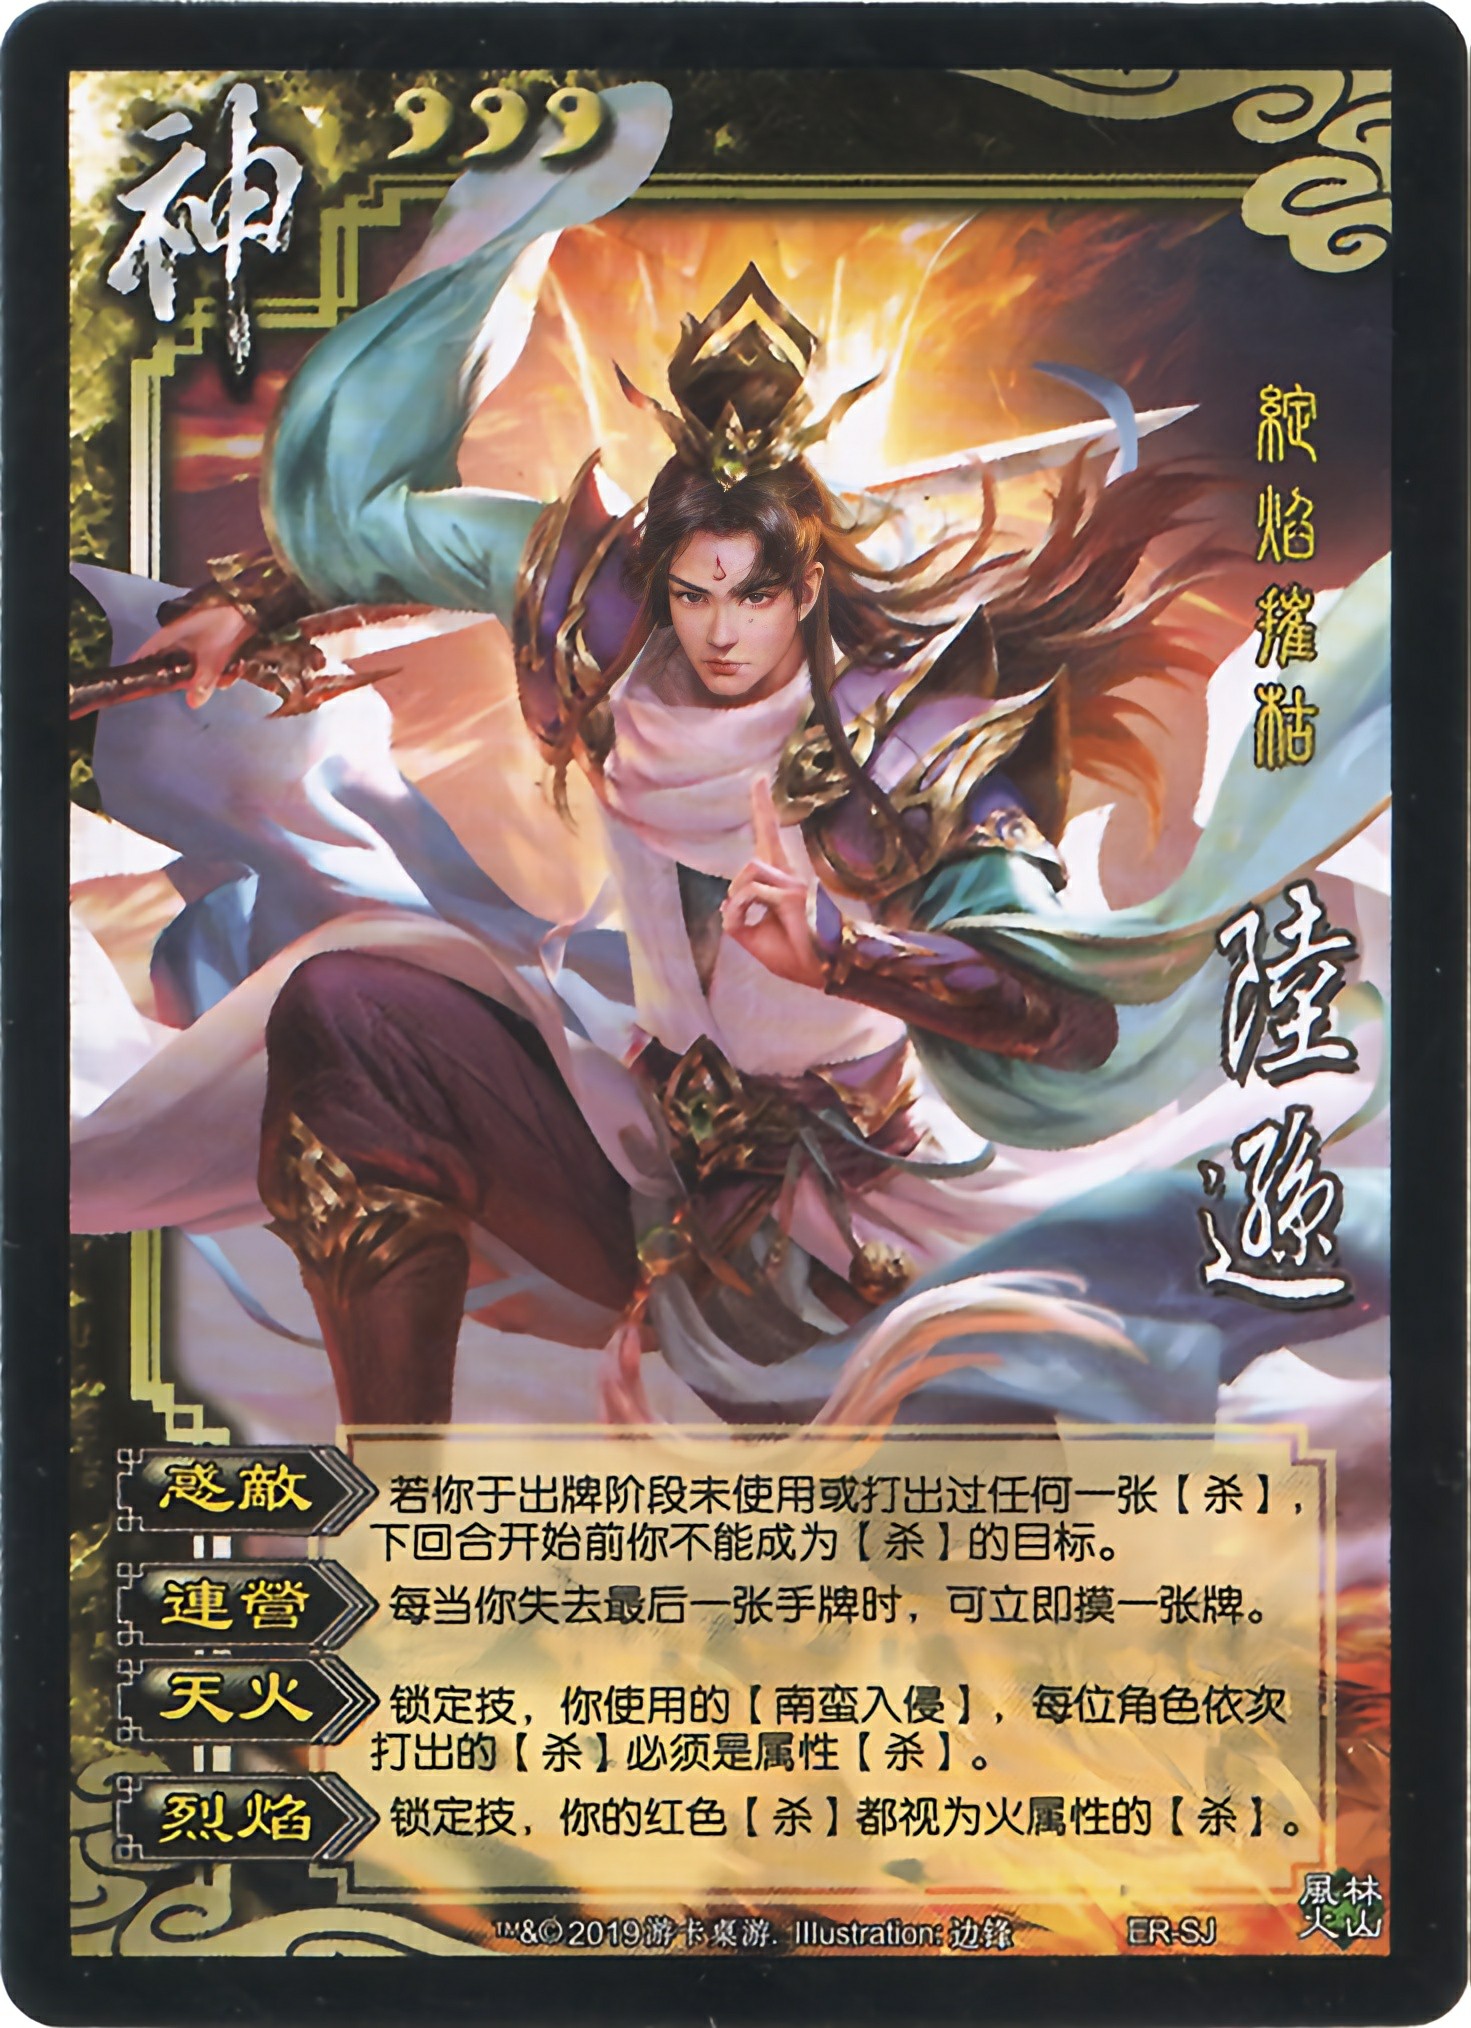 神
绽焰摧枯
陸遜
惑敵
若你于出牌阶段未使用或打出过任何一张【杀】，
下回合开始前你不能成为【杀】的目标。
連營
每当你失去最后一张手牌时，可立即摸一张牌。
天火
锁定技，你使用的【南蛮入侵】，每位角色依次
打出的【杀】必须是属性【杀】。
烈焰
锁定技，你的红色【杀】都视为火属性的【杀】。
™&©2019游卡桌游. Illustration: 边锋
ER-SJ
風林
火山